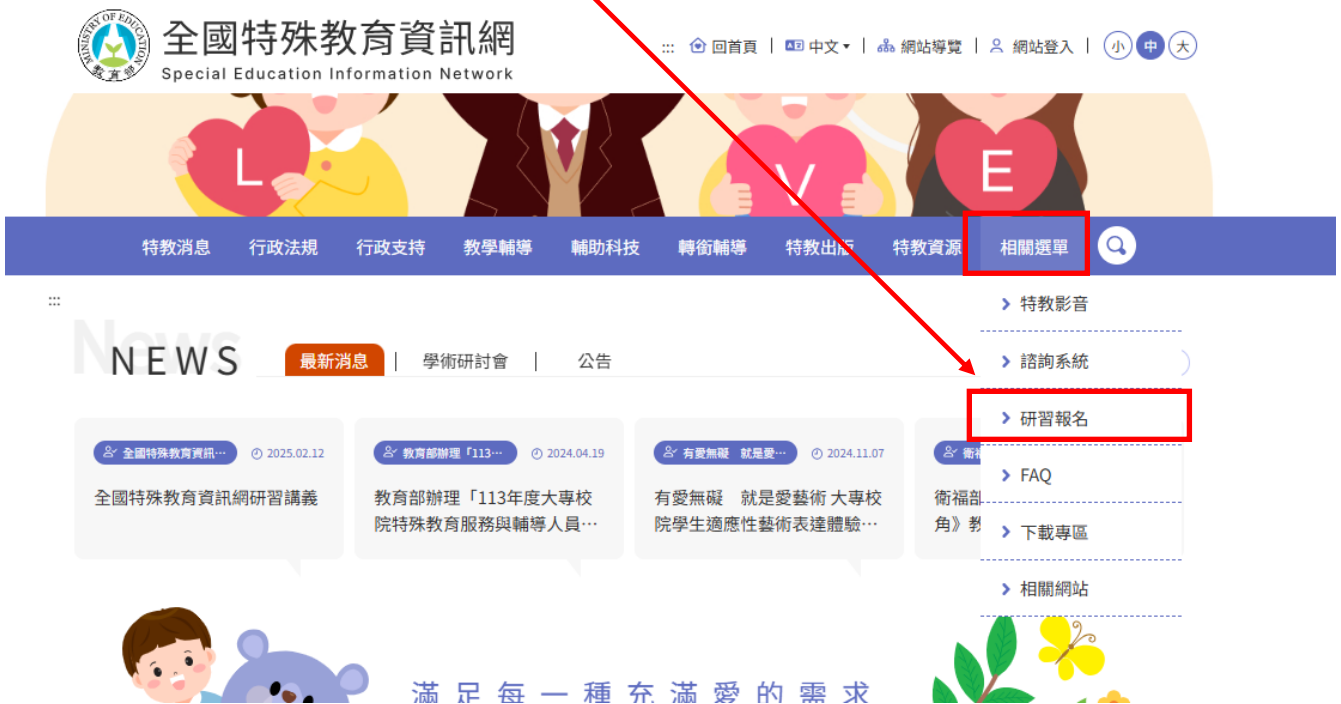 全國特殊教育資訊網
Special Education Information Network
::: 回首頁 | 中文▾ | 網站導覽 | 網站登入 | 小 中 大
L V E
特教消息 行政法規 行政支持 教學輔導 輔助科技 轉銜輔導 特教出版 特教資源 相關選單
:::
特教影音
諮詢系統
研習報名
FAQ
下載專區
相關網站
News
NEWS 最新消息 | 學術研討會 | 公告
全國特殊教育資訊… 2025.02.12
全國特殊教育資訊網研習講義
教育部辦理「113… 2024.04.19
教育部辦理「113年度大專校
院特殊教育服務與輔導人員…
有愛無礙 就是愛… 2024.11.07
有愛無礙 就是愛藝術 大專校
院學生適應性藝術表達體驗…
衛福部
角》教
滿足每一種充滿愛的需求